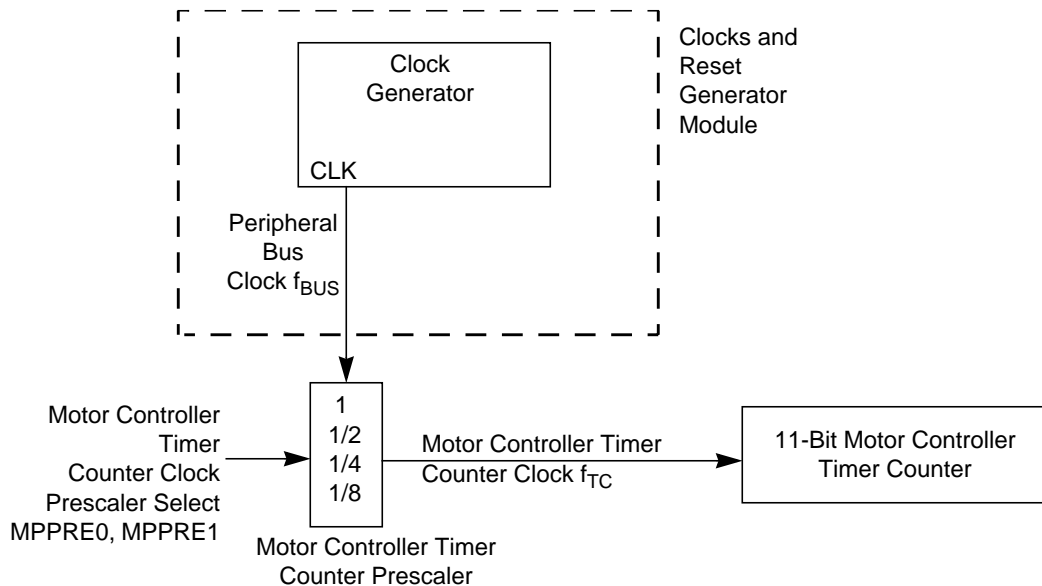 Clock
Generator
CLK
Clocks and
Reset
Generator
Module
Peripheral
Bus
Clock fBUS
Motor Controller
Timer
Counter Clock
Prescaler Select
MPPRE0, MPPRE1
1
1/2
1/4
1/8
Motor Controller Timer
Counter Prescaler
Motor Controller Timer
Counter Clock fTC
11-Bit Motor Controller
Timer Counter